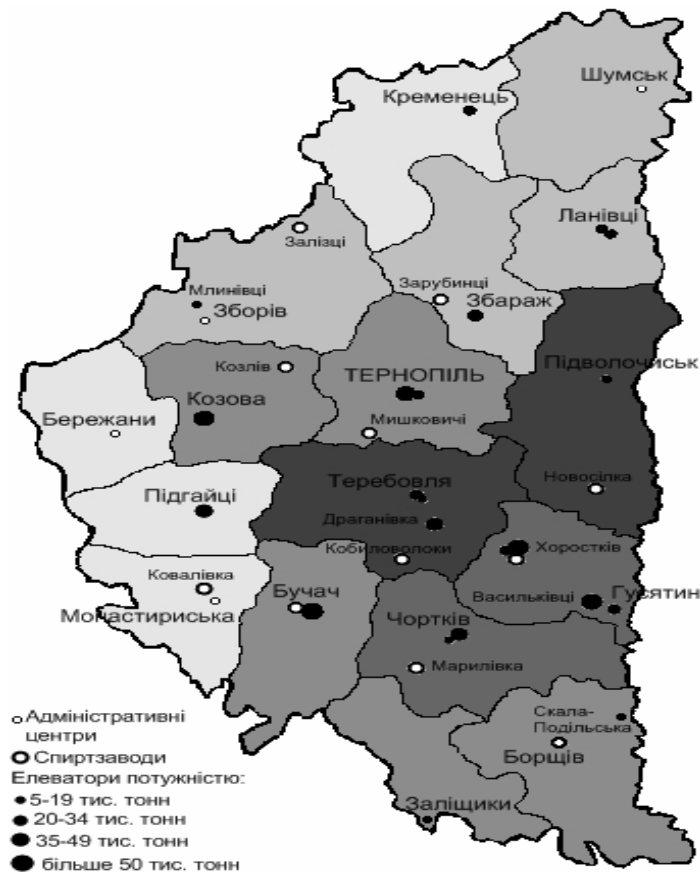 Шумськ
Кременець
Ланівці
Залізці
Зарубинці
Млинівці
Збараж
Зборів
Підволочиськ
Козлів
ТЕРНОПІЛЬ
Козова
Бережани
Мишковичі
Теребовля
Новосілка
Підгайці
Драганівка
Кобиловолоки
Хоростків
Ковалівка
Бучач
Васильківці
Гусятин
Монастириська
Чортків
Марилівка
Скала-
Подільська
Борщів
Заліщики
Адміністративні
центри
Спиртзаводи
Елеватори потужністю:
5-19 тис. тонн
20-34 тис. тонн
35-49 тис. тонн
більше 50 тис. тонн